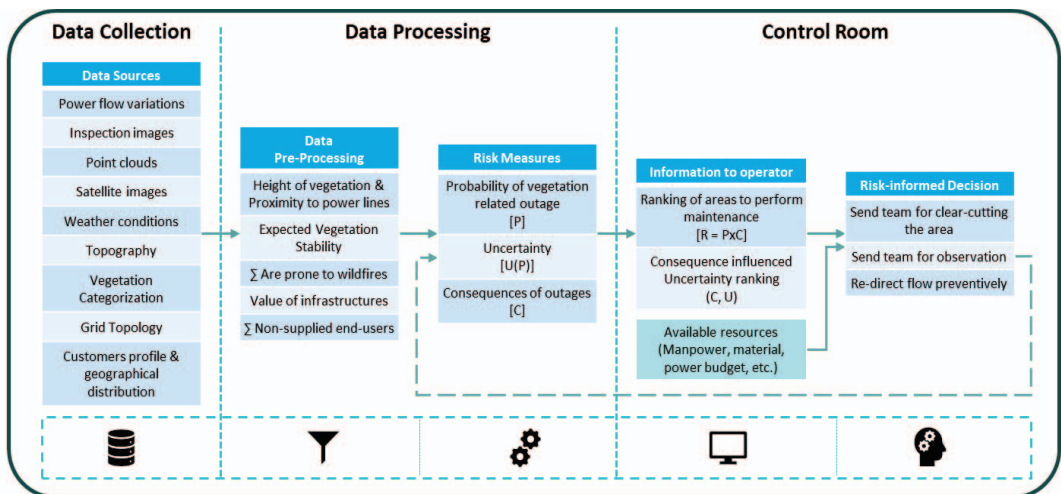 Data Collection
Data Processing
Control Room
Data Sources
Power flow variations
Inspection images
Point clouds
Satellite images
Weather conditions
Topography
Vegetation
Categorization
Grid Topology
Customers profile &
geographical
distribution
Data
Pre-Processing
Height of vegetation &
Proximity to power lines
Expected Vegetation
Stability
∑ Are prone to wildfires
Value of infrastructures
∑ Non-supplied end-users
Risk Measures
Probability of vegetation
related outage
[P]
Uncertainty
[U(P)]
Consequences of outages
[C]
Information to operator
Ranking of areas to perform
maintenance
[R = PxC]
Consequence influenced
Uncertainty ranking
(C, U)
Available resources
(Manpower, material,
power budget, etc.)
Risk-informed Decision
Send team for clear-cutting
the area
Send team for observation
Re-direct flow preventively